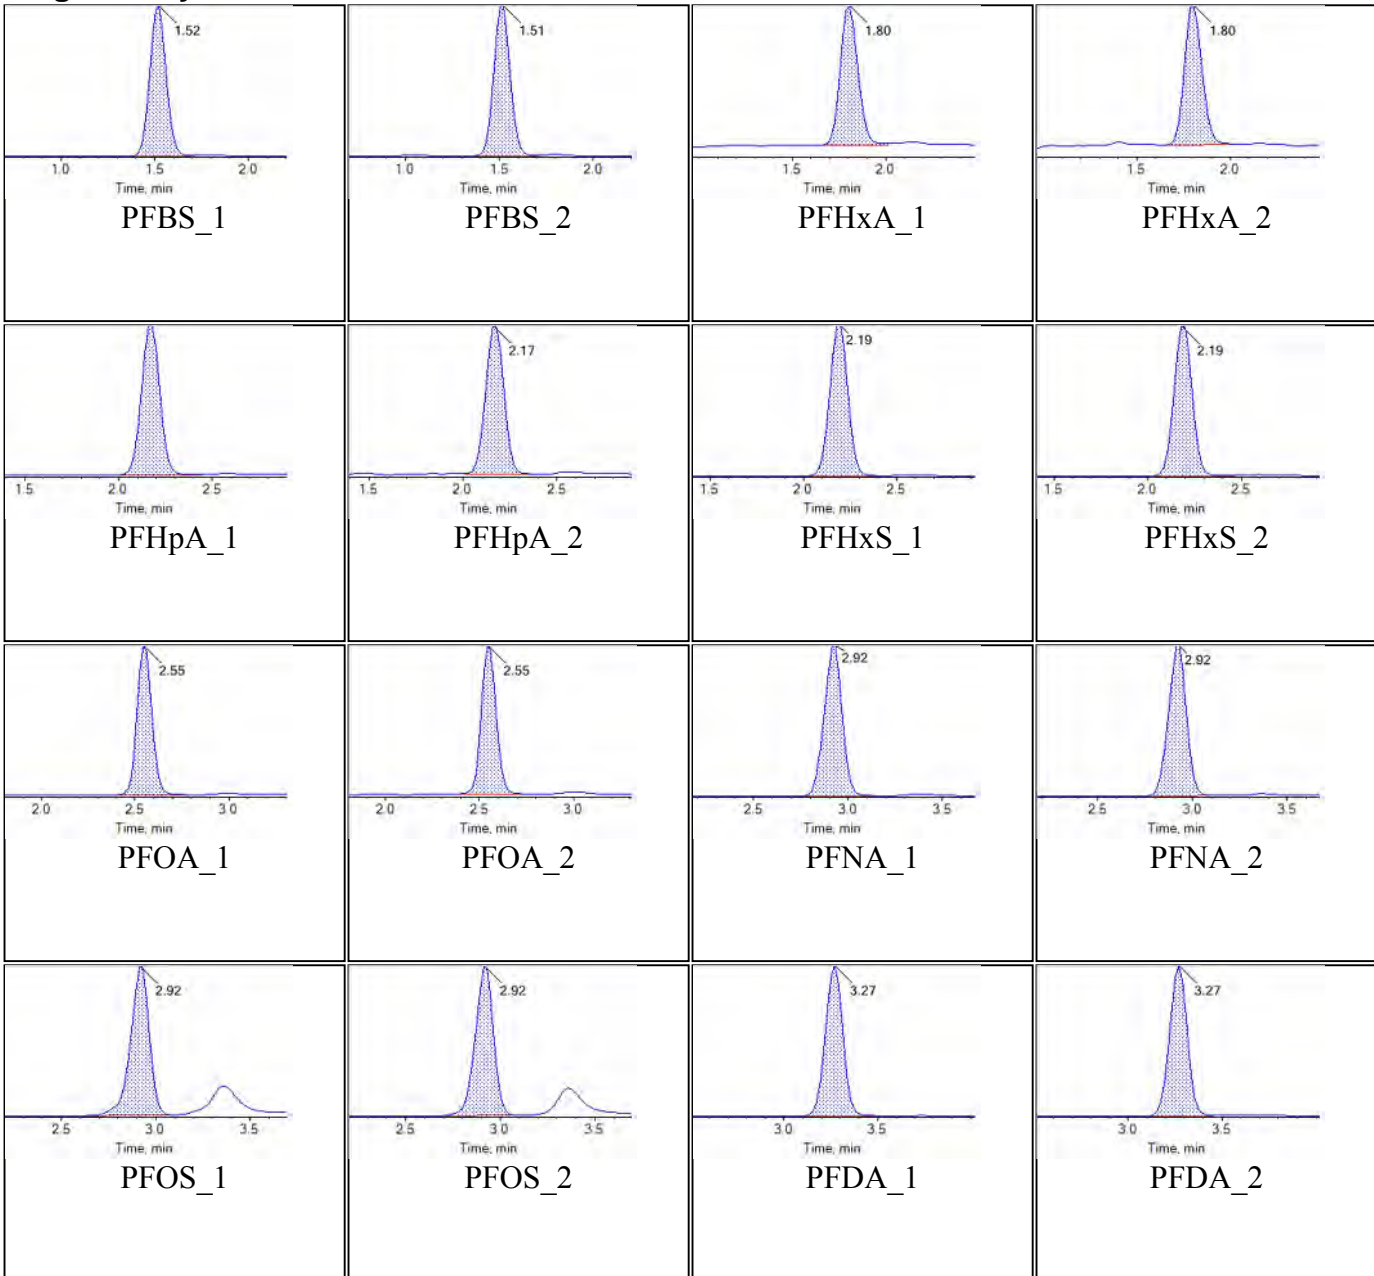 1.52
1.0 1.5 2.0
Time, min
PFBS_1
1.51
1.0 1.5 2.0
Time, min
PFBS_2
1.80
1.5 2.0
Time, min
PFHxA_1
1.80
1.5 2.0
Time, min
PFHxA_2
1.5 2.0 2.5
Time, min
PFHpA_1
2.17
1.5 2.0 2.5
Time, min
PFHpA_2
2.19
1.5 2.0 2.5
Time, min
PFHxS_1
2.19
1.5 2.0 2.5
Time, min
PFHxS_2
2.55
2.0 2.5 3.0
Time, min
PFOA_1
2.55
2.0 2.5 3.0
Time, min
PFOA_2
2.92
2.5 3.0 3.5
Time, min
PFNA_1
2.92
2.5 3.0 3.5
Time, min
PFNA_2
2.92
2.5 3.0 3.5
Time, min
PFOS_1
2.92
2.5 3.0 3.5
Time, min
PFOS_2
3.27
3.0 3.5
Time, min
PFDA_1
3.27
3.0 3.5
Time, min
PFDA_2